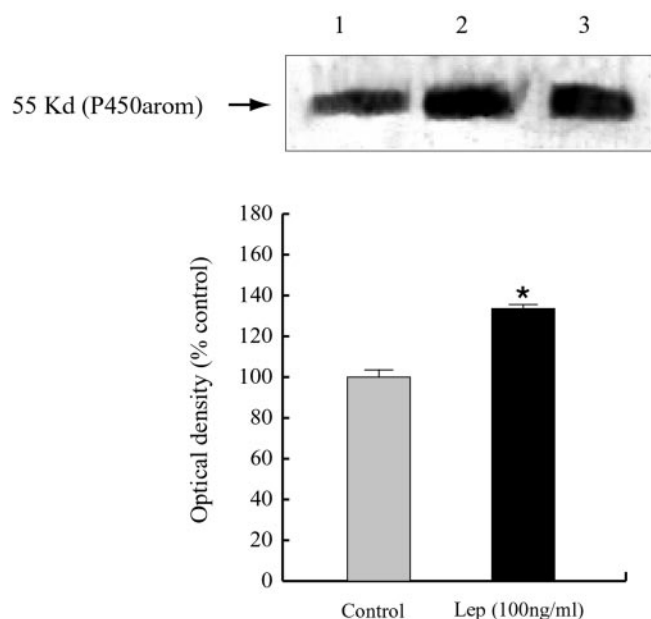 1 2 3
55 Kd (P450arom)
180
160
140
120
100
80
60
40
20
0
Optical density (% control)
*
Control Lep (100ng/ml)